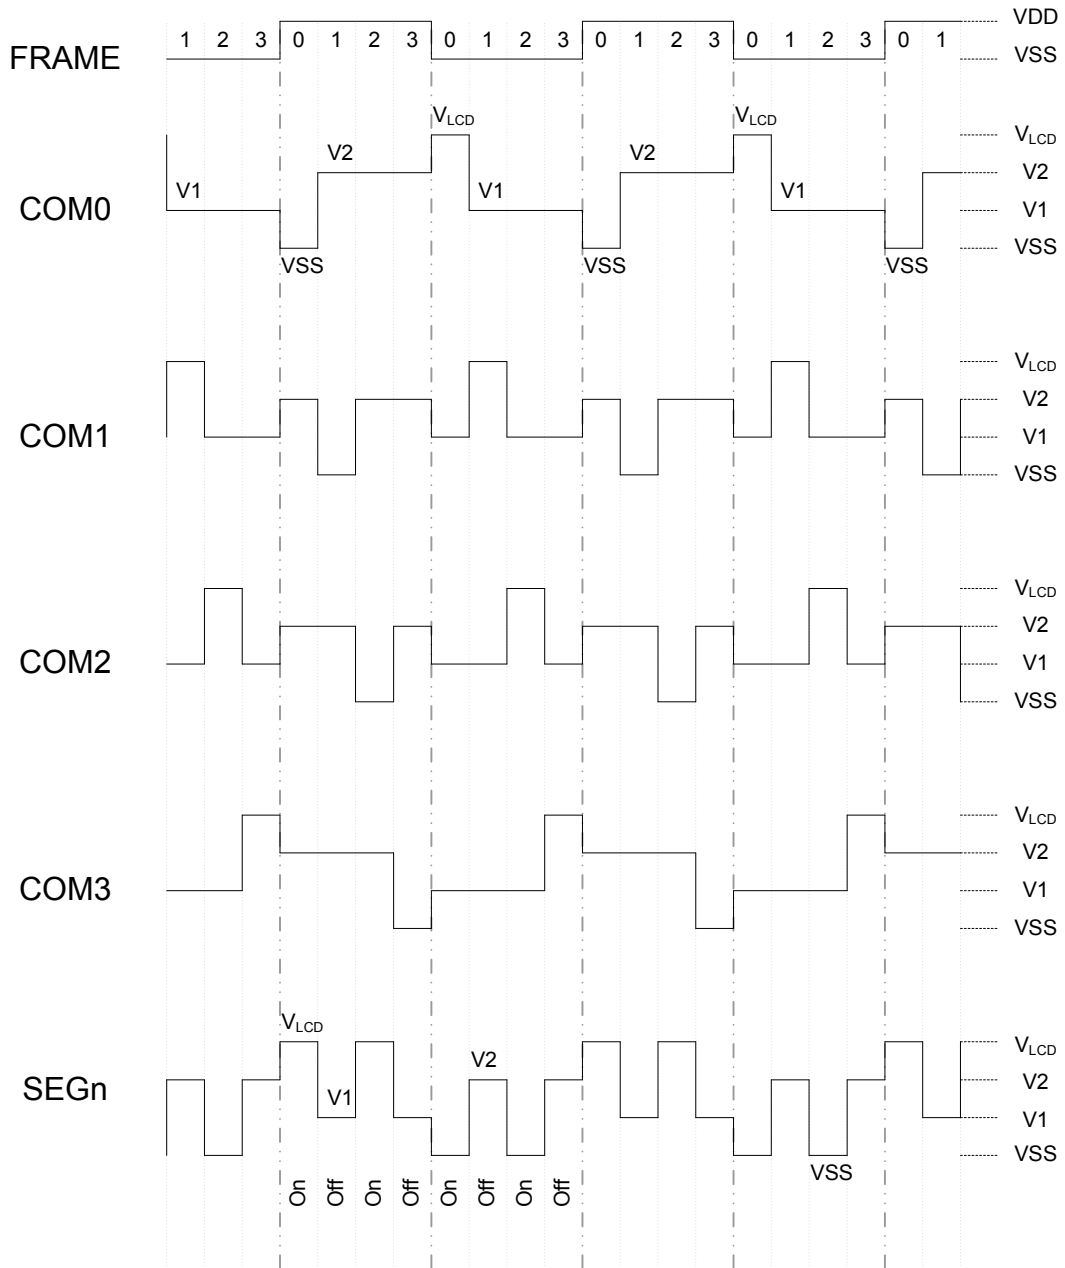 FRAME 1 2 3 0 1 2 3 0 1 2 3 0 1 2 3 0 1 2 3 0 1 VDD
VSS
COM0 V1 VSS V2 VLCD V1 VSS V2 VLCD V1 VSS
VLCD
V2
V1
VSS
COM1
VLCD
V2
V1
VSS
COM2
VLCD
V2
V1
VSS
COM3
VLCD
V2
V1
VSS
SEGn VLCD V1 V2 VSS
VLCD
V2
V1
VSS
On Off On Off On Off On Off